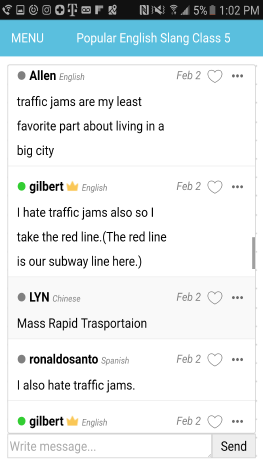 5% 1:02 PM
MENU Popular English Slang Class 5
Allen English Feb 2
traffic jams are my least
favorite part about living in a
big city
gilbert English Feb 2
I hate traffic jams also so I
take the red line.(The red line
is our subway line here.)
LYN Chinese Feb 2
Mass Rapid Trasportaion
ronaldosanto Spanish Feb 2
I also hate traffic jams.
gilbert English Feb 2
Write message... Send